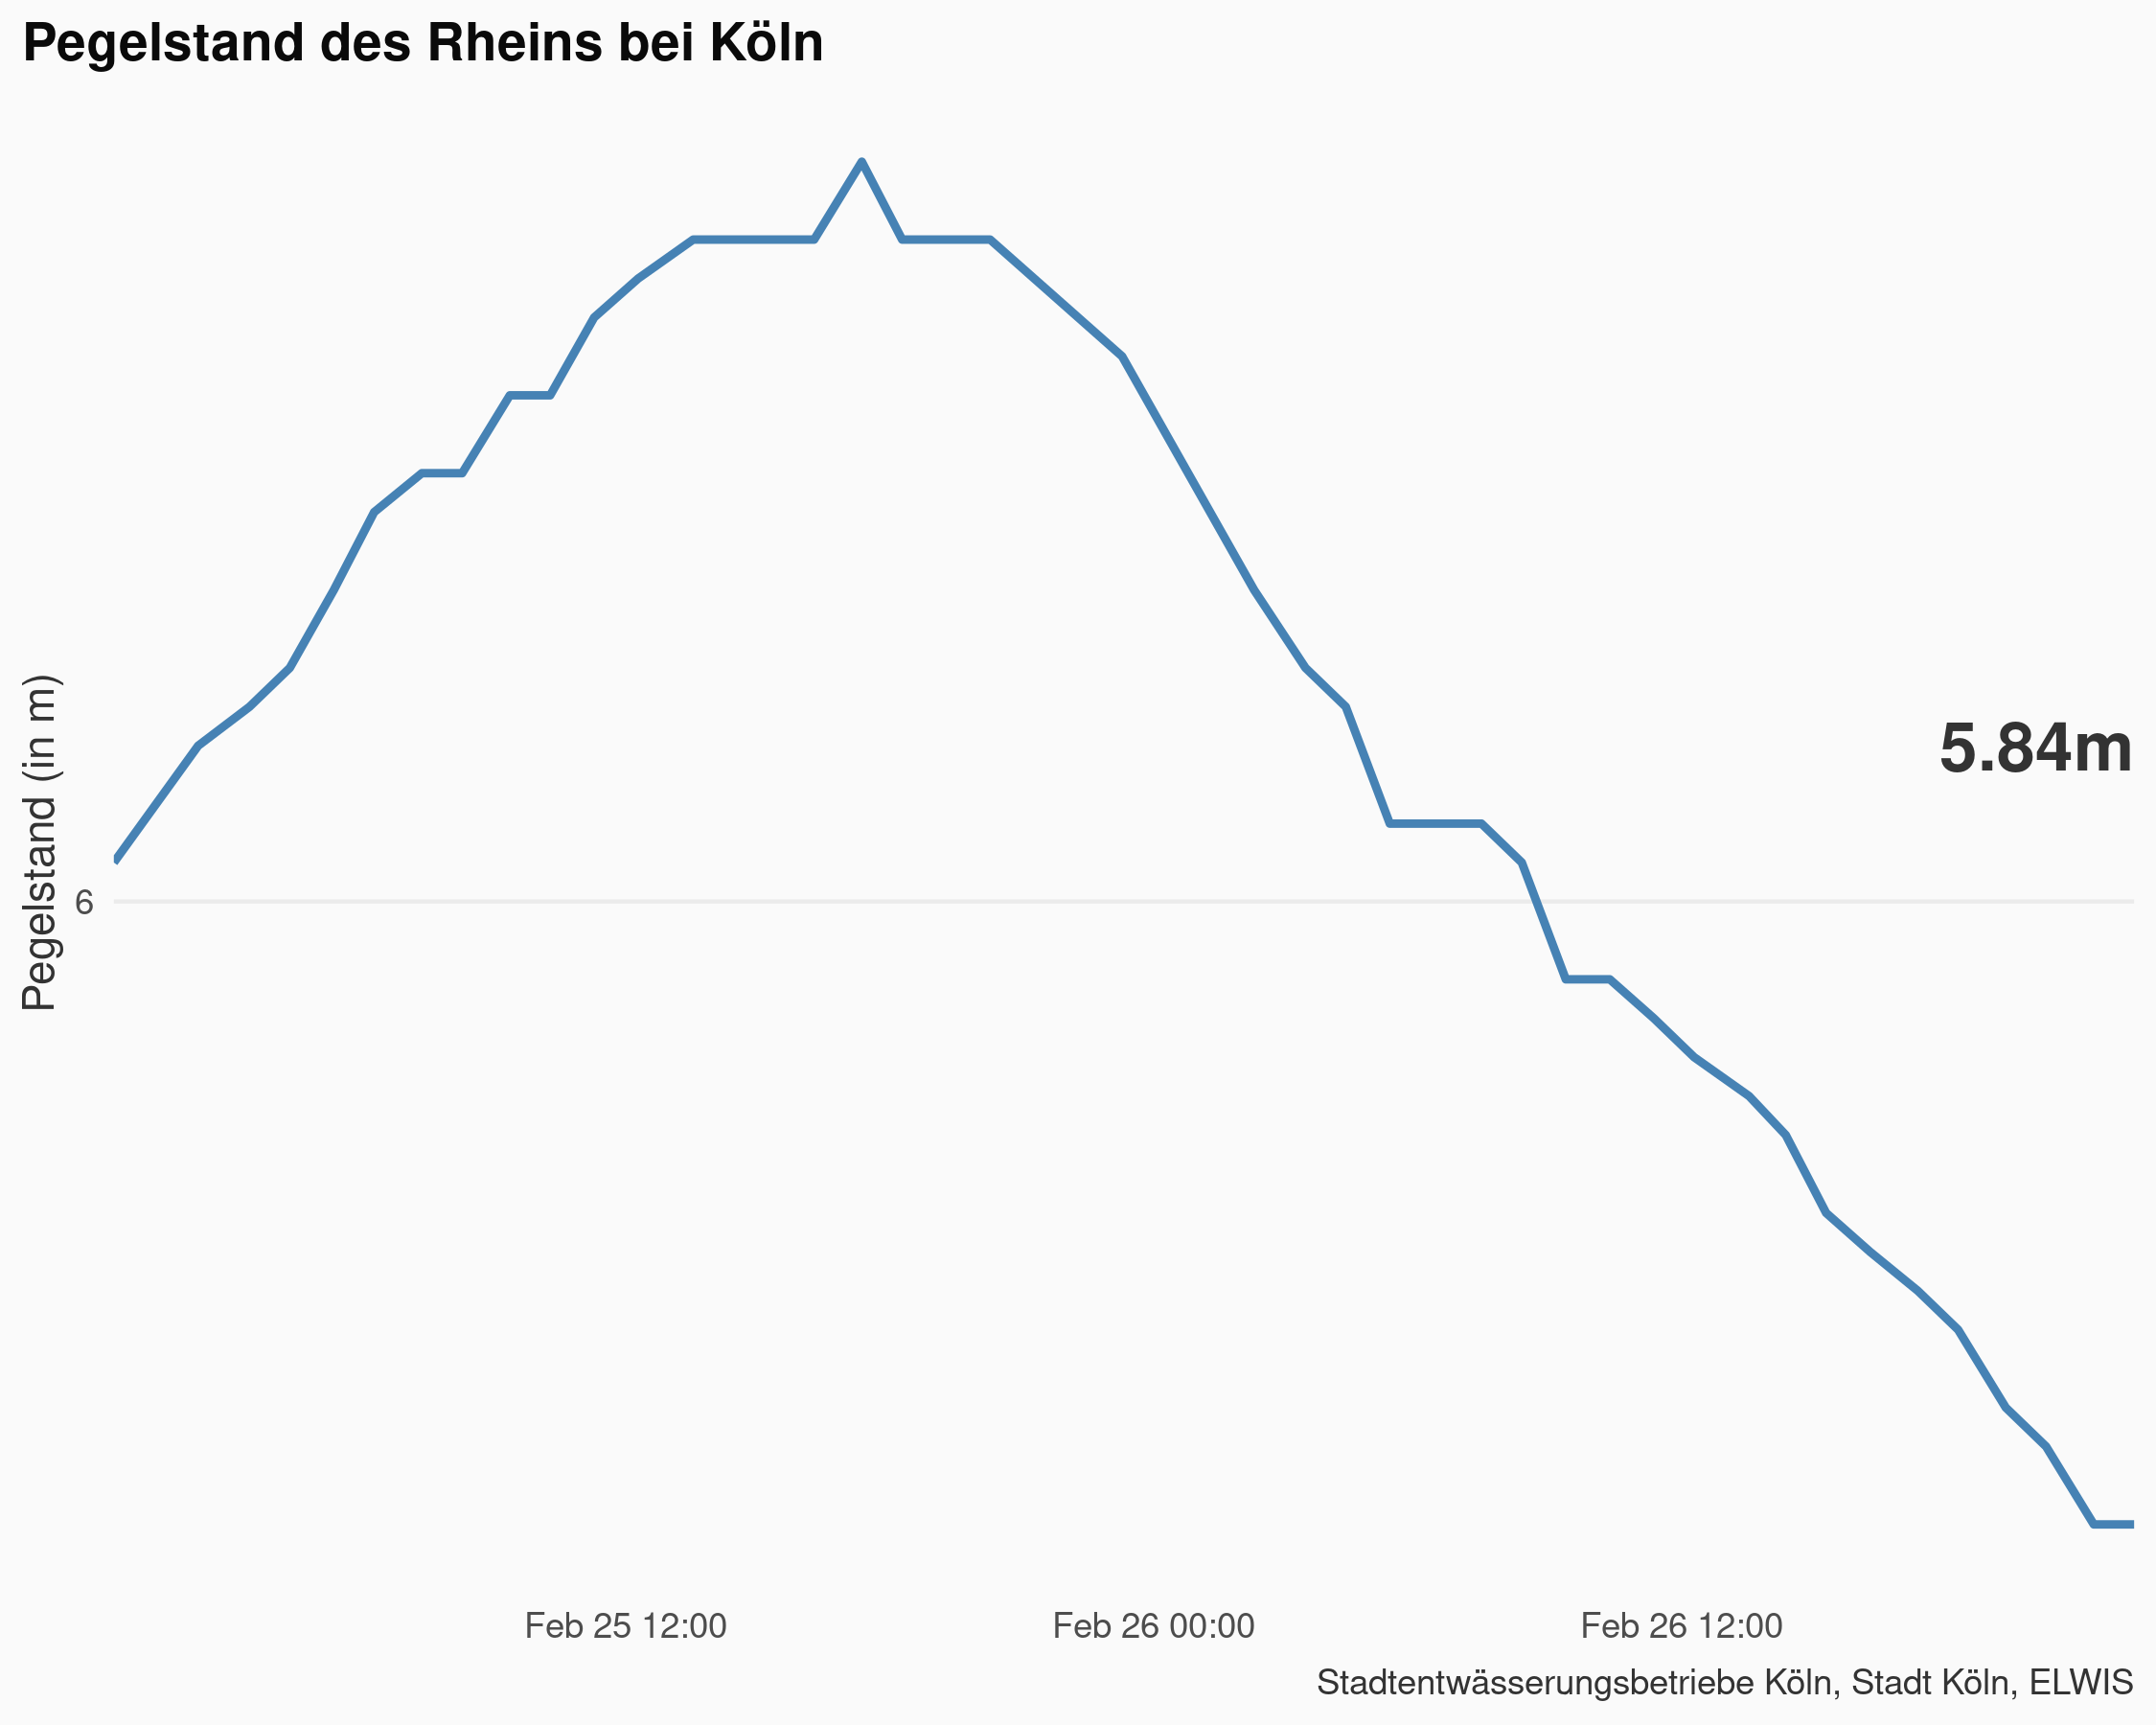 Pegelstand des Rheins bei Köln
Pegelstand (in m)
5.84m
6
Feb 25 12:00
Feb 26 00:00
Feb 26 12:00
Stadtentwässerungsbetriebe Köln, Stadt Köln, ELWIS